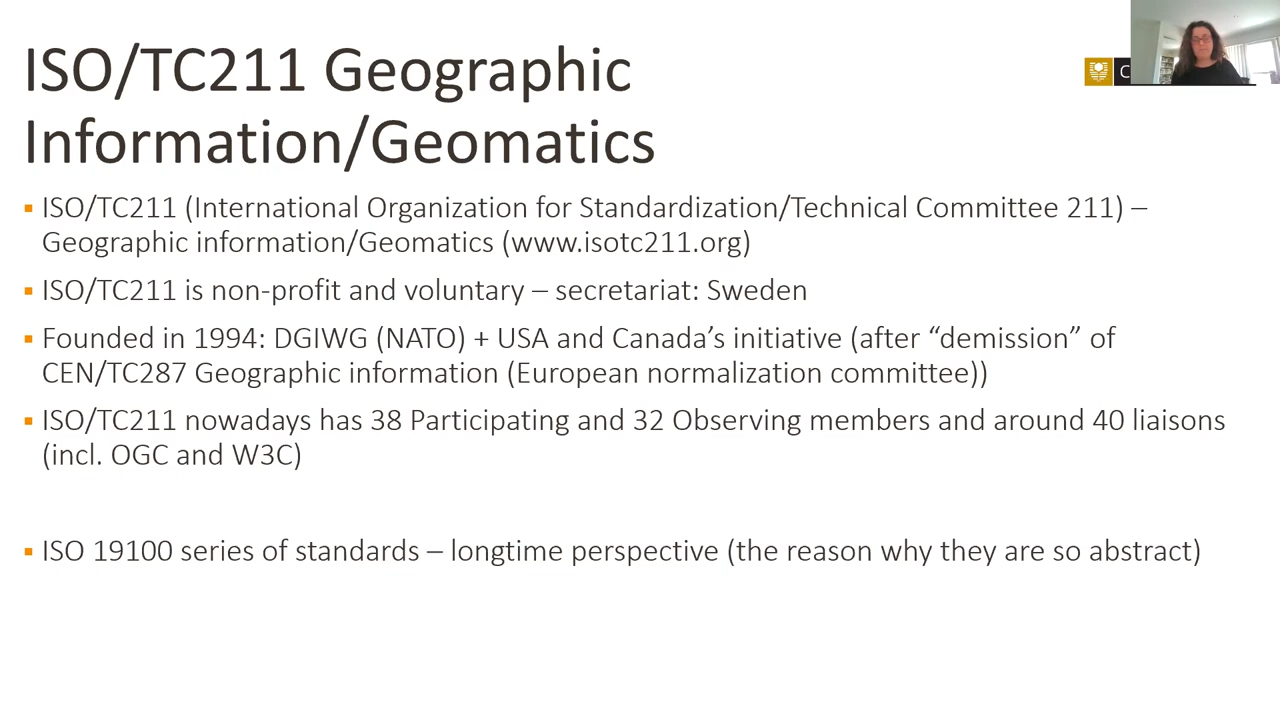 ISO/TC211 Geographic
Information/Geomatics
C
▪ ISO/TC211 (International Organization for Standardization/Technical Committee 211) –
Geographic information/Geomatics (www.isotc211.org)
▪ ISO/TC211 is non-profit and voluntary – secretariat: Sweden
▪ Founded in 1994: DGIWG (NATO) + USA and Canada’s initiative (after “demission” of
CEN/TC287 Geographic information (European normalization committee))
▪ ISO/TC211 nowadays has 38 Participating and 32 Observing members and around 40 liaisons
(incl. OGC and W3C)
▪ ISO 19100 series of standards – longtime perspective (the reason why they are so abstract)